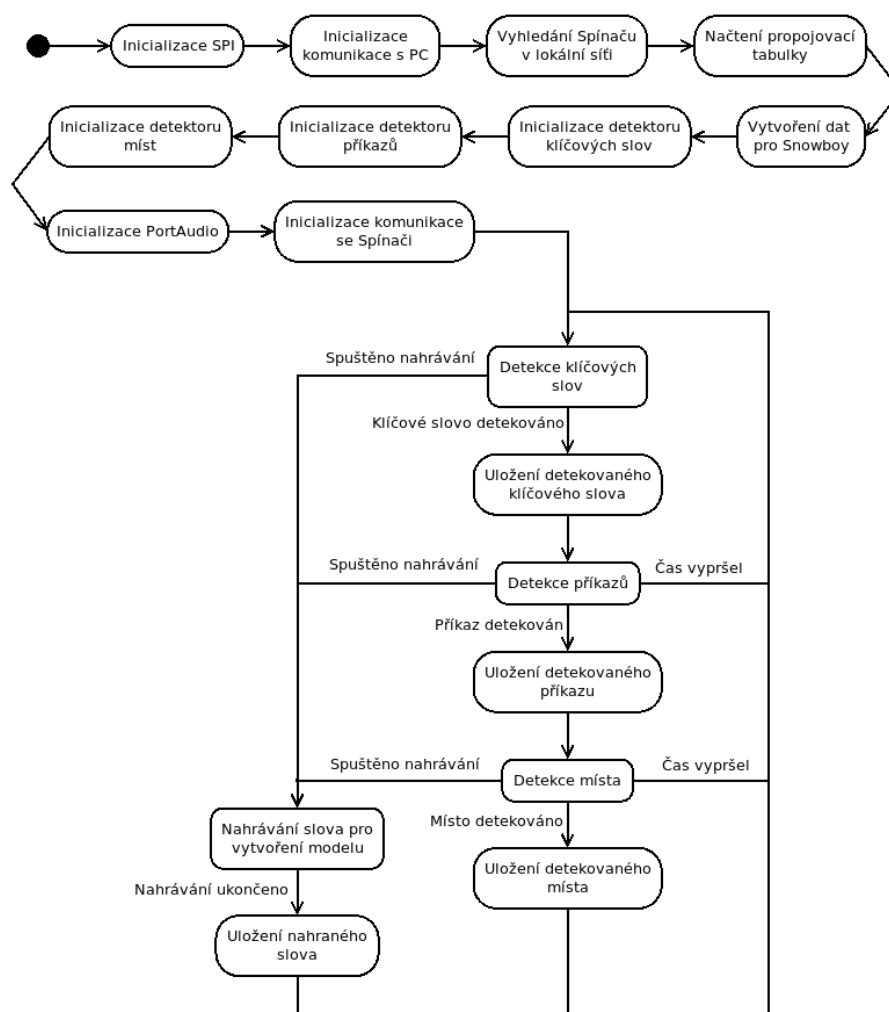 Inicializace SPI
Inicializace
komunikace s PC
Vyhledání Spínaču
v lokální síťi
Načtení propojovací
tabulky
Inicializace detektoru
míst
Inicializace detektoru
příkazů
Inicializace detektoru
klíčových slov
Vytvoření dat
pro Snowboy
Inicializace PortAudio
Inicializace komunikace
se Spínači
Spuštěno nahrávání
Detekce klíčových
slov
Klíčové slovo detekováno
Uložení detekovaného
klíčového slova
Spuštěno nahrávání
Detekce příkazů
Čas vypršel
Příkaz detekován
Uložení detekovaného
příkazu
Spuštěno nahrávání
Detekce místa
Čas vypršel
Místo detekováno
Nahrávání slova pro
vytvoření modelu
Uložení detekovaného
místa
Nahrávání ukončeno
Uložení nahraného
slova